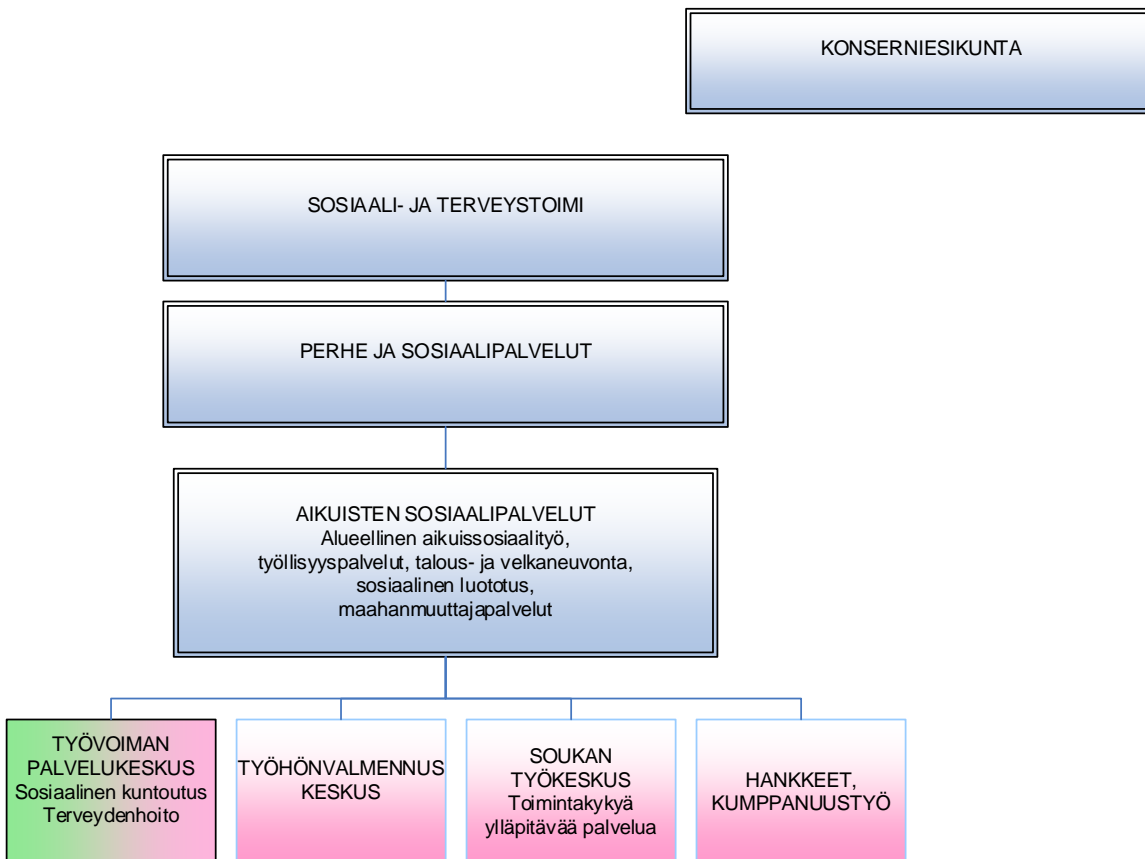 KONSERNIESIKUNTA
SOSIAALI- JA TERVEYSTOIMI
PERHE JA SOSIAALIPALVELUT
AIKUISTEN SOSIAALIPALVELUT
Alueellinen aikuissosiaalityö,
työllisyyspalvelut, talous- ja velkaneuvonta,
sosiaalinen luototus,
maahanmuuttajapalvelut
TYÖVOIMAN
PALVELUKESKUS
Sosiaalinen kuntoutus
Terveydenhoito
TYÖHÖNVALMENNUS
KESKUS
SOUKAN
TYÖKESKUS
Toimintakykyä
ylläpitävää palvelua
HANKKEET,
KUMPPANUUSTYÖ